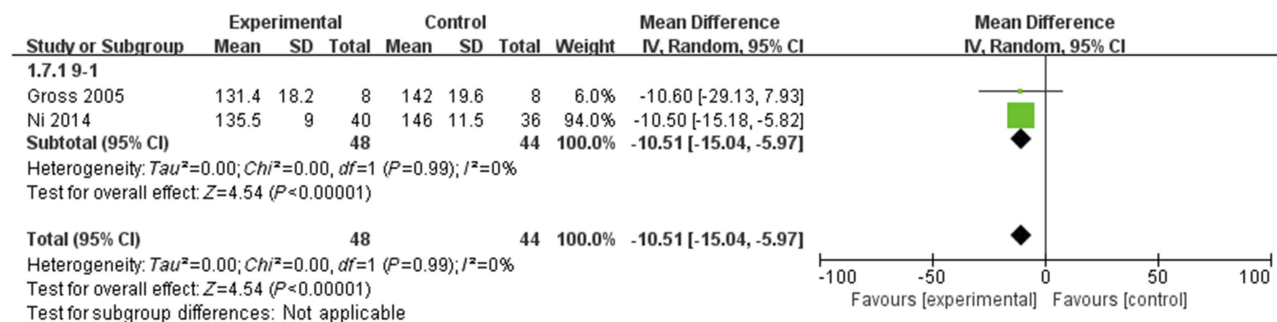 Experimental Control Mean Difference Mean Difference
Study or Subgroup Mean SD Total Mean SD Total Weight IV, Random, 95% CI IV, Random, 95% CI
1.7.1 9-1
Gross 2005 131.4 18.2 8 142 19.6 8 6.0% -10.60 [-29.13, 7.93]
Ni 2014 135.5 9 40 146 11.5 36 94.0% -10.50 [-15.18, -5.82]
Subtotal (95% CI) 48 44 100.0% -10.51 [-15.04, -5.97]
Heterogeneity: Tau²=0.00; Chi²=0.00, df=1 (P=0.99); I²=0%
Test for overall effect: Z=4.54 (P<0.00001)
Total (95% CI) 48 44 100.0% -10.51 [-15.04, -5.97]
Heterogeneity: Tau²=0.00; Chi²=0.00, df=1 (P=0.99); I²=0%
Test for overall effect: Z=4.54 (P<0.00001)
Test for subgroup differences: Not applicable
-100 -50 0 50 100
Favours [experimental] Favours [control]